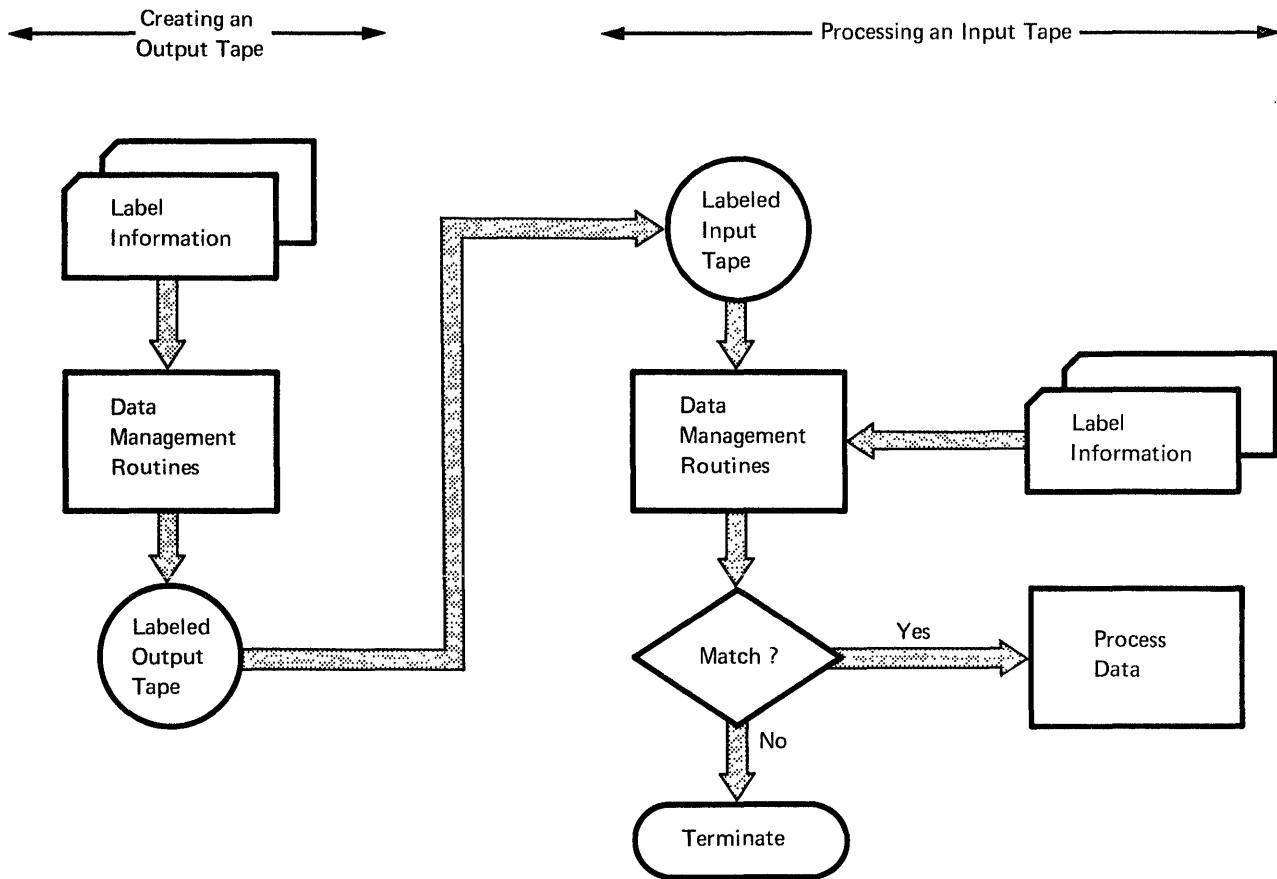 Creating an
Output Tape
Processing an Input Tape
Label
Information
Data
Management
Routines
Labeled
Output
Tape
Labeled
Input
Tape
Data
Management
Routines
Label
Information
Match ?
Yes
Process
Data
No
Terminate